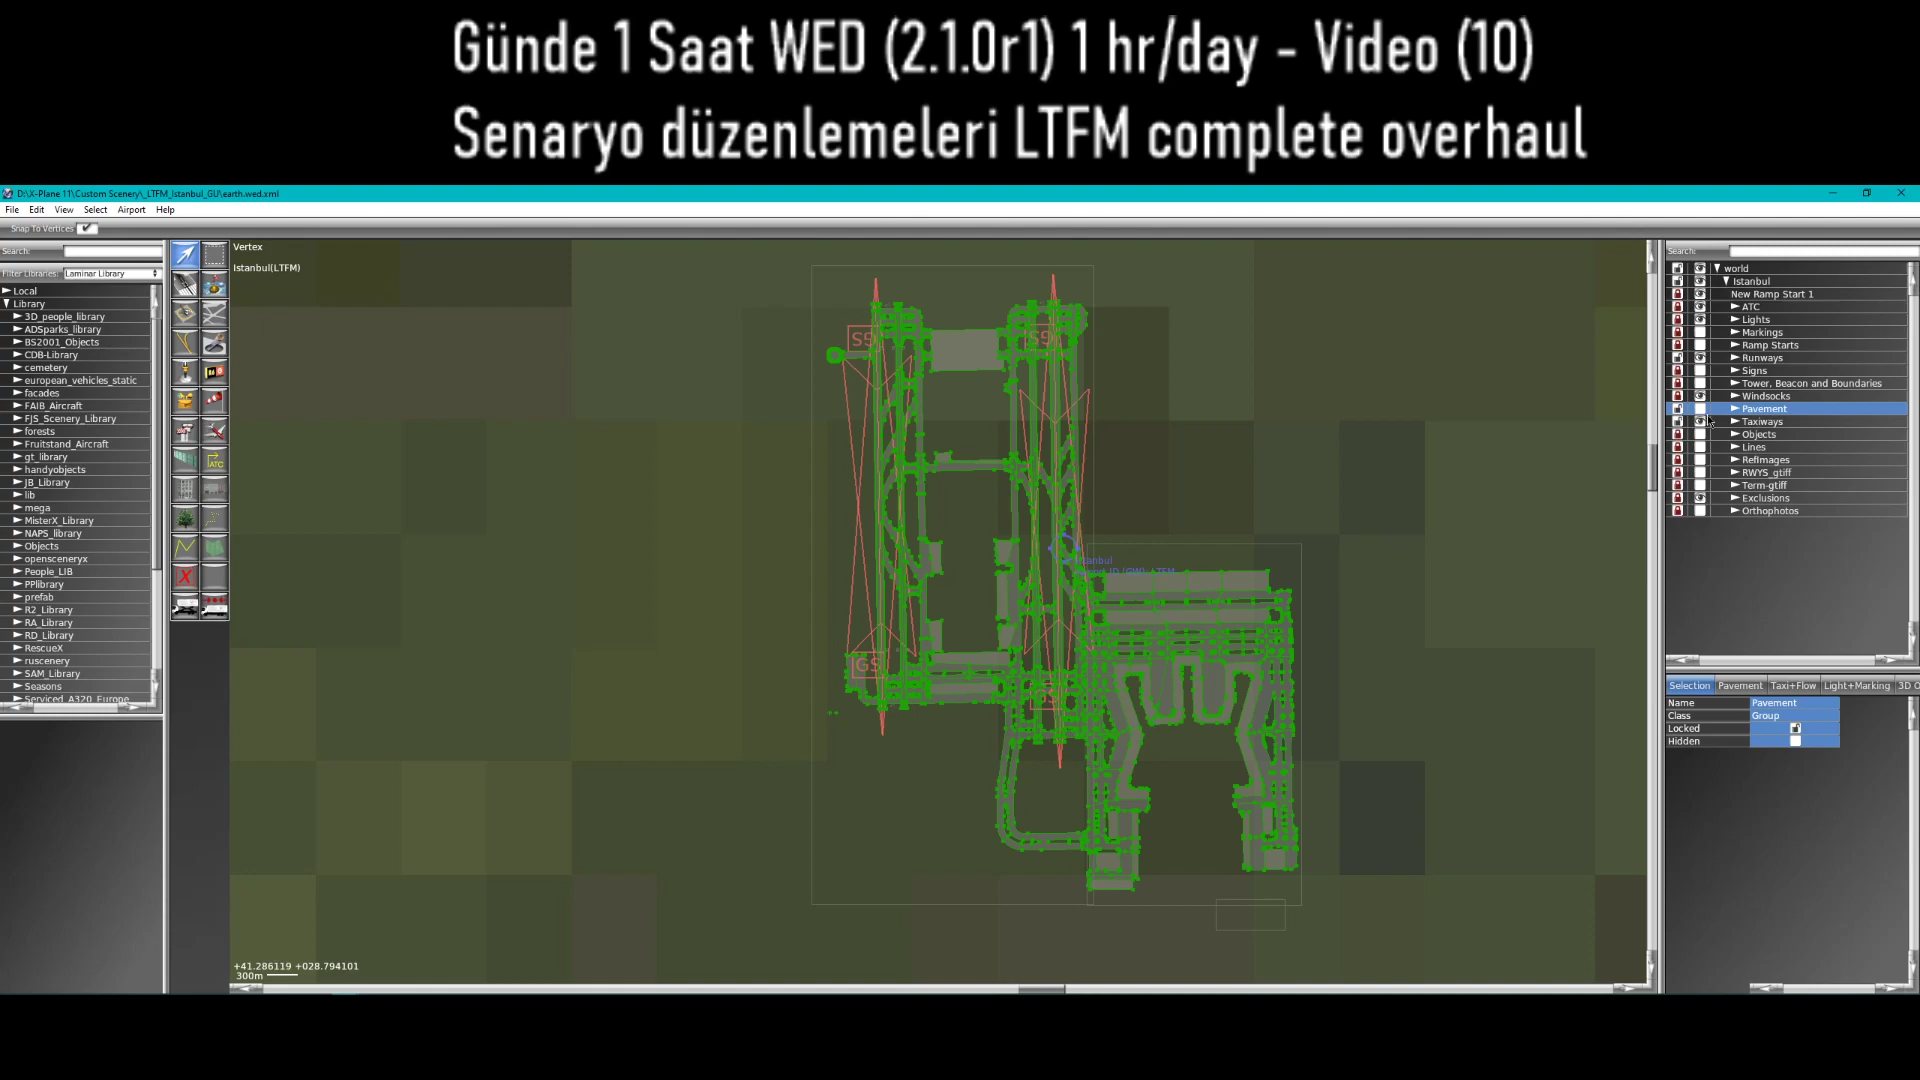 Günde 1 Saat WED (2.1.0r1) 1 hr/day - Video (10)
Senaryo düzenlemeleri LTFM complete overhaul
D:\X-Plane 11\Custom Scenery\_LTFM_Istanbul_GU\earth.wed.xml
File Edit View Select Airport Help
Snap To Vertices
Search:
Filter Libraries: Laminar Library
Local
Library
3D_people_library
ADSparks_library
BS2001_Objects
CDB-Library
cemetery
european_vehicles_static
facades
FAIB_Aircraft
FJS_Scenery_Library
forests
Fruitstand_Aircraft
gt_library
handyobjects
JB_Library
lib
mega
MisterX_Library
NAPS_library
Objects
opensceneryx
People_LIB
PPlibrary
prefab
R2_Library
RA_Library
RD_Library
RescueX
ruscenery
SAM_Library
Seasons
Serviced_A320_Europe
ATC
Vertex
Istanbul(LTFM)
GS
+41.286119 +028.794101
300m
Search:
world
Istanbul
New Ramp Start 1
ATC
Lights
Markings
Ramp Starts
Runways
Signs
Tower, Beacon and Boundaries
Windsocks
Pavement
Taxiways
Objects
Lines
RefImages
RWYS_gtiff
Term-gtiff
Exclusions
Orthophotos
Selection Pavement Taxi+Flow Light+Marking 3D O
Name Pavement
Class Group
Locked
Hidden